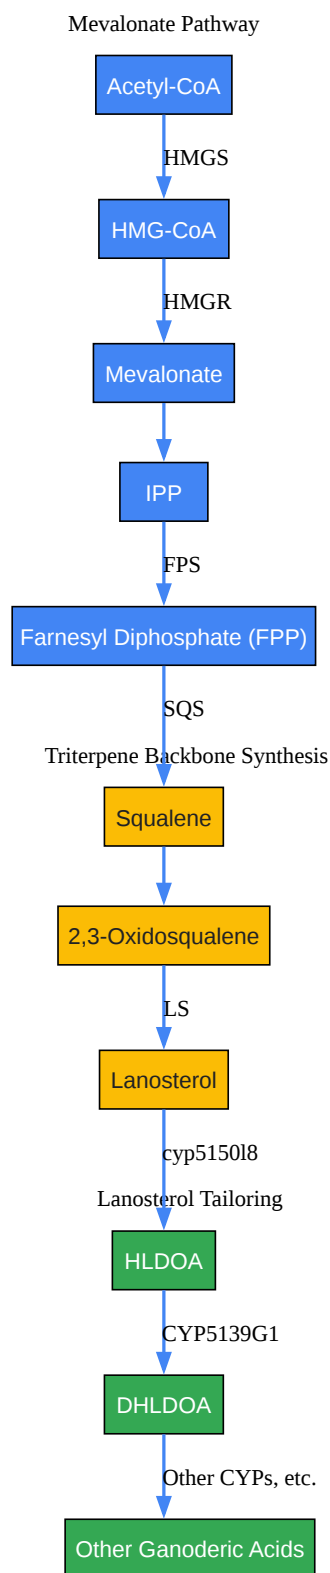 Mevalonate Pathway
Acetyl-CoA
HMGS
HMG-CoA
HMGR
Mevalonate
IPP
FPS
Farnesyl Diphosphate (FPP)
SQS
Triterpene Backbone Synthesis
Squalene
2,3-Oxidosqualene
LS
Lanosterol
cyp5150l8
Lanosterol Tailoring
HLDOA
CYP5139G1
DHLDOA
Other CYPs, etc.
Other Ganoderic Acids